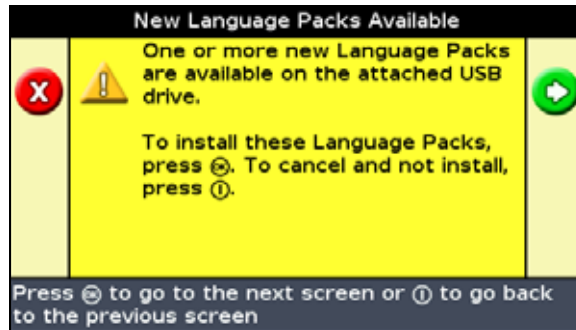 New Language Packs Available
One or more new Language Packs
are available on the attached USB
drive.
To install these Language Packs,
press OK. To cancel and not install,
press ⏼.
Press OK to go to the next screen or ⏼ to go back
to the previous screen